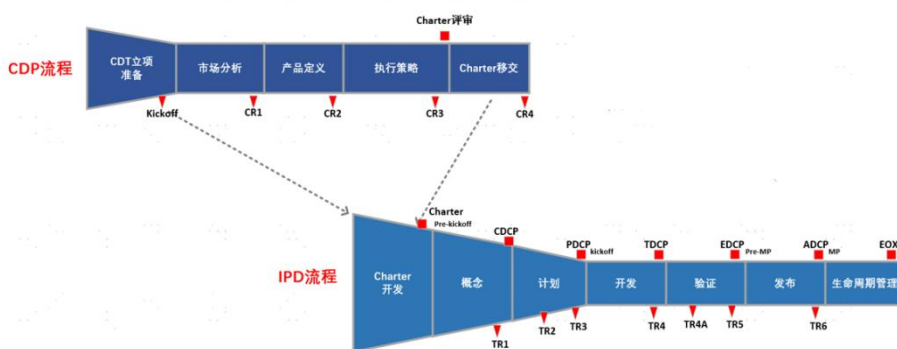 Charter评审
CDP流程
CDT立项
准备
市场分析
产品定义
执行策略
Charter移交
Kickoff
CR1
CR2
CR3
CR4
Charter
Pre-kickoff
CDCP
PDCP
kickoff
TDCP
EDCP
Pre-MP
ADCP
MP
EOX
IPD流程
Charter
开发
概念
计划
开发
验证
发布
生命周期管理
TR1
TR2
TR3
TR4
TR4A
TR5
TR6